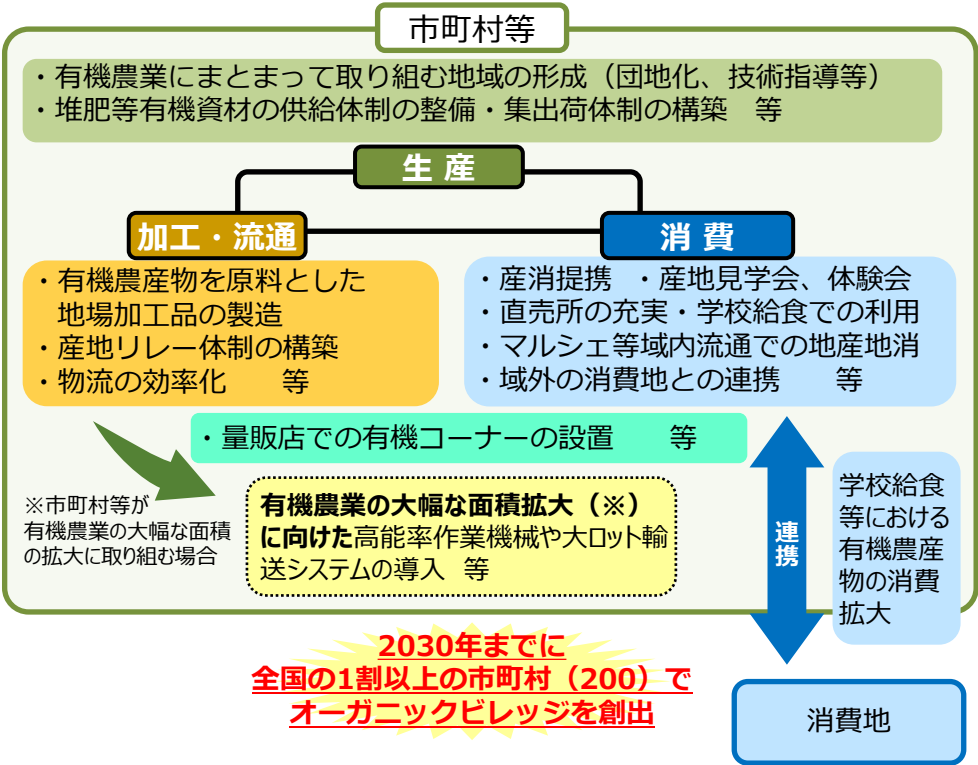 市町村等
・有機農業にまとまって取り組む地域の形成（団地化、技術指導等）
・堆肥等有機資材の供給体制の整備・集出荷体制の構築　等
生 産
加工・流通
消 費
・有機農産物を原料とした
地場加工品の製造
・産地リレー体制の構築
・物流の効率化　　等
・産消提携　・産地見学会、体験会
・直売所の充実・学校給食での利用
・マルシェ等域内流通での地産地消
・域外の消費地との連携　　等
・量販店での有機コーナーの設置　　等
※市町村等が
有機農業の大幅な面積
の拡大に取り組む場合
有機農業の大幅な面積拡大（※）
に向けた高能率作業機械や大ロット輸
送システムの導入　等
連携
学校給食
等における
有機農産
物の消費
拡大
2030年までに
全国の1割以上の市町村（200）で
オーガニックビレッジを創出
消費地